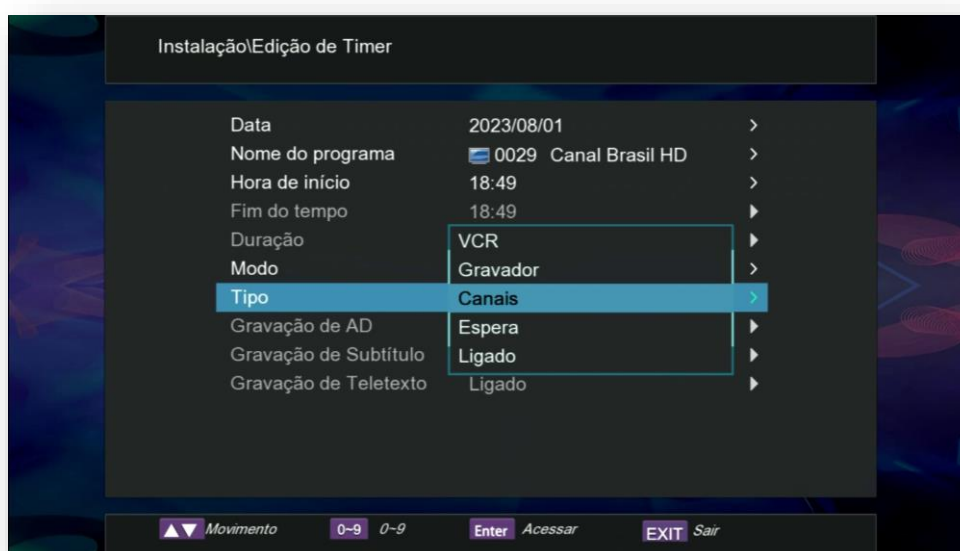 Instalação\Edição de Timer
Data 2023/08/01 >
Nome do programa 0029 Canal Brasil HD >
Hora de início 18:49 >
Fim do tempo 18:49
Duração VCR
Modo Gravador >
Tipo Canais >
Gravação de AD Espera
Gravação de Subtítulo Ligado
Gravação de Teletexto Ligado
▲▼ Movimento 0~9 0~9 Enter Acessar EXIT Sair